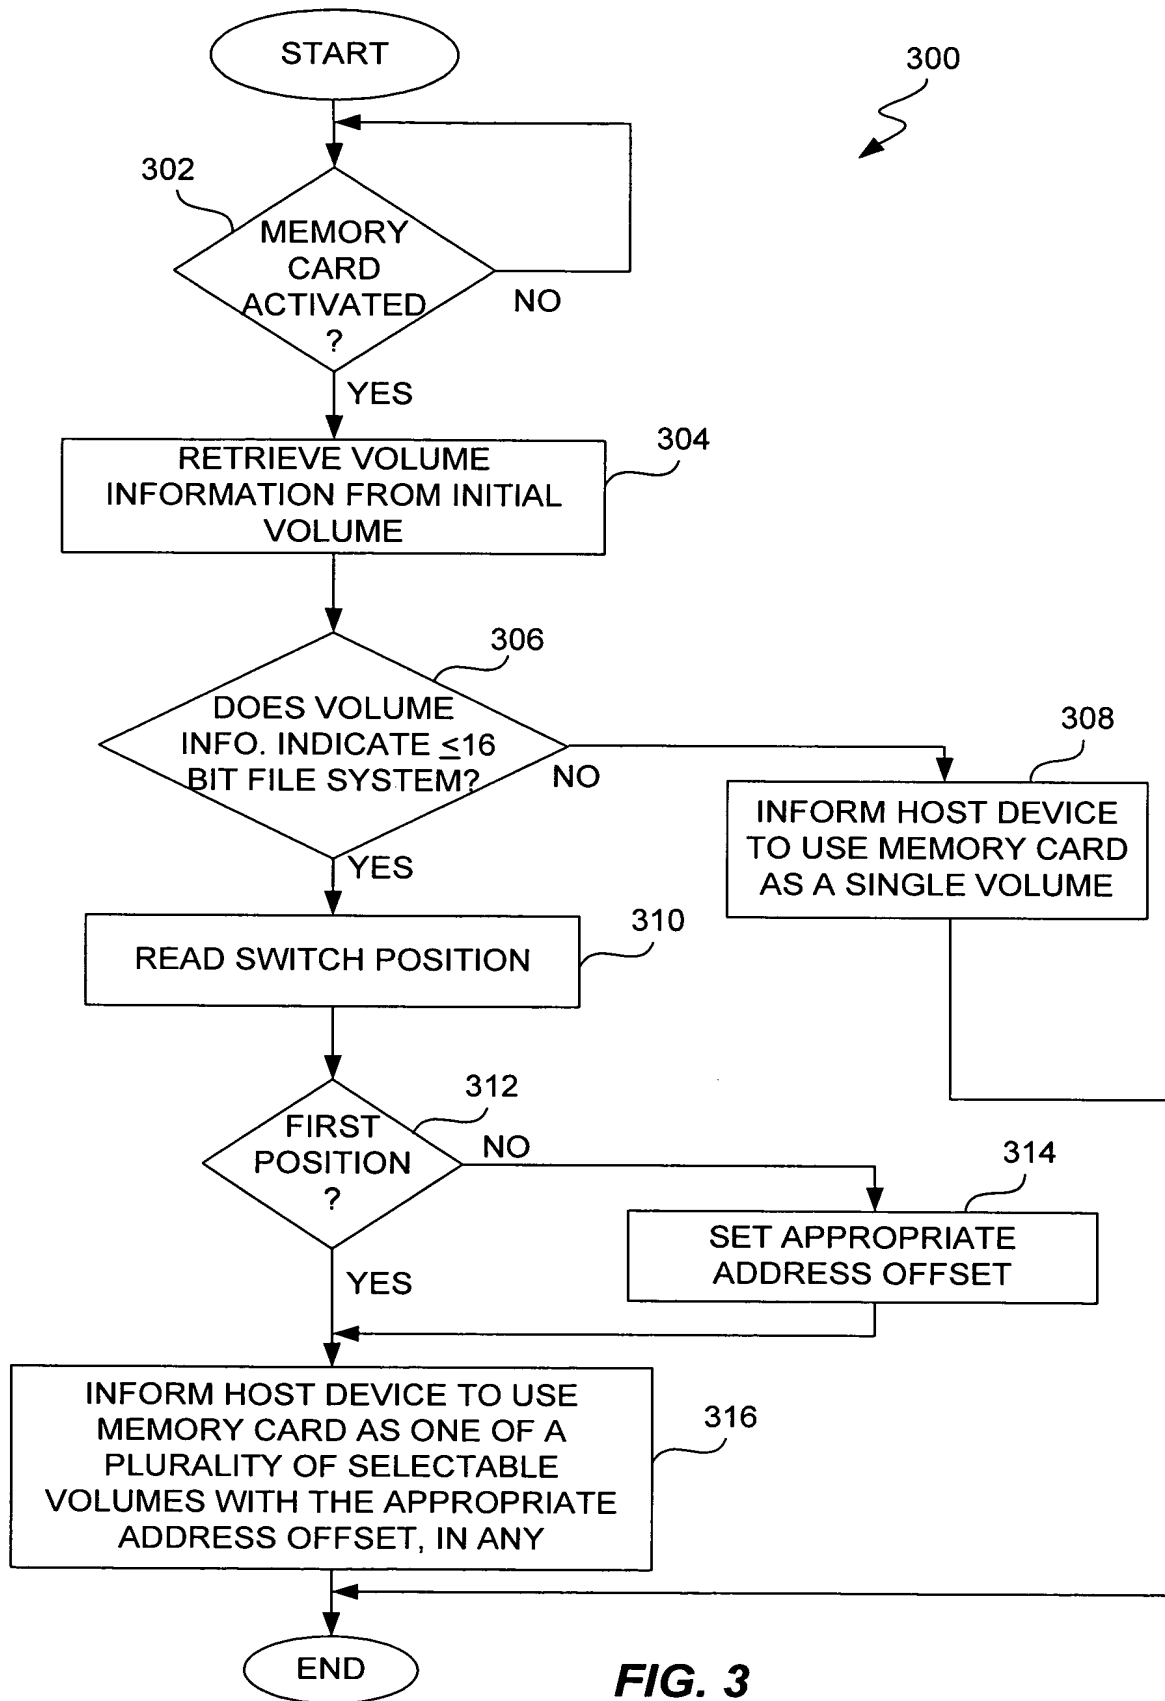 START
300
302
MEMORY
CARD
ACTIVATED
?
NO
YES
304
RETRIEVE VOLUME
INFORMATION FROM INITIAL
VOLUME
306
DOES VOLUME
INFO. INDICATE ≤16
BIT FILE SYSTEM?
NO
YES
308
INFORM HOST DEVICE
TO USE MEMORY CARD
AS A SINGLE VOLUME
310
READ SWITCH POSITION
312
FIRST
POSITION
?
NO
YES
314
SET APPROPRIATE
ADDRESS OFFSET
INFORM HOST DEVICE TO USE
MEMORY CARD AS ONE OF A
PLURALITY OF SELECTABLE
VOLUMES WITH THE APPROPRIATE
ADDRESS OFFSET, IN ANY
316
END
FIG. 3